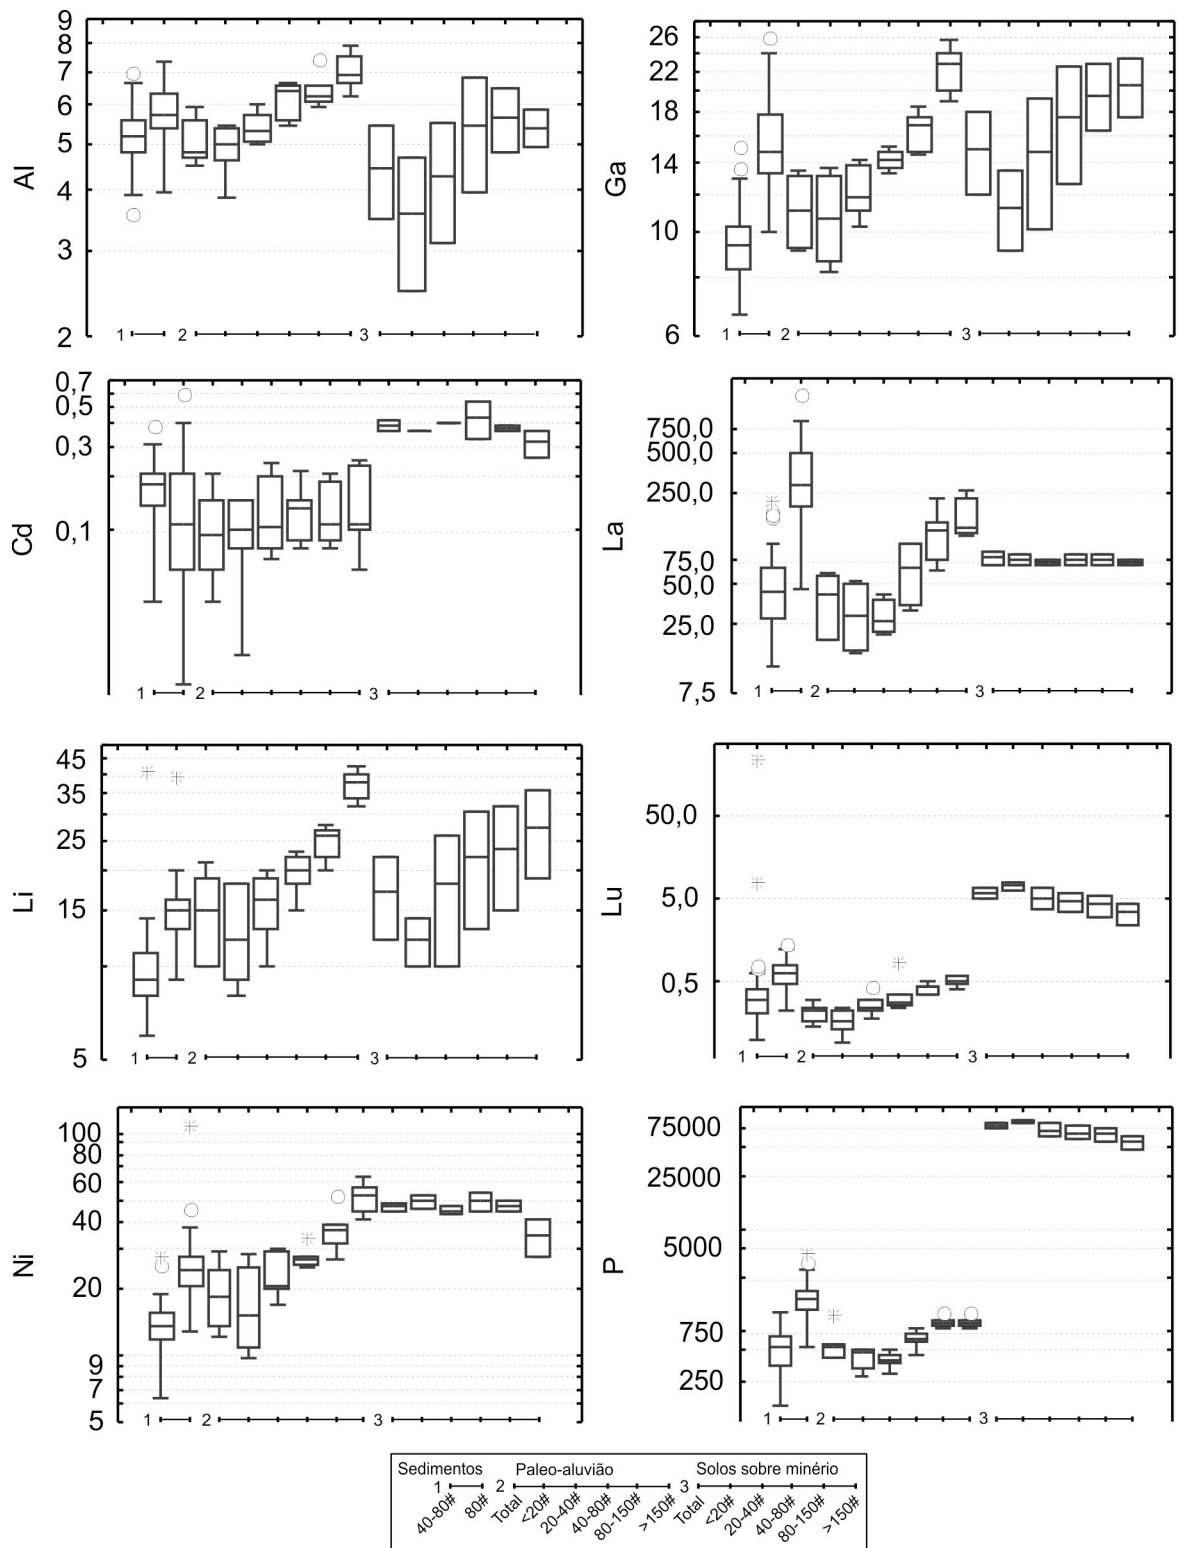 Al
9
8
7
6
5
4
3
2
1 2 3
Ga
26
22
18
14
10
6
1 2 3
Cd
0,7
0,5
0,3
0,1
1 2 3
La
750,0
500,0
250,0
75,0
50,0
25,0
7,5
1 2 3
Li
45
35
25
15
5
1 2 3
Lu
50,0
5,0
0,5
1 2 3
Ni
100
80
60
40
20
9
7
5
1 2 3
P
75000
25000
5000
750
250
1 2 3
Sedimentos Paleo-aluvião Solos sobre minério
1 2 3
40-80# 80# Total <20# 20-40# 40-80# 80-150# >150# Total <20# 20-40# 40-80# 80-150# >150#